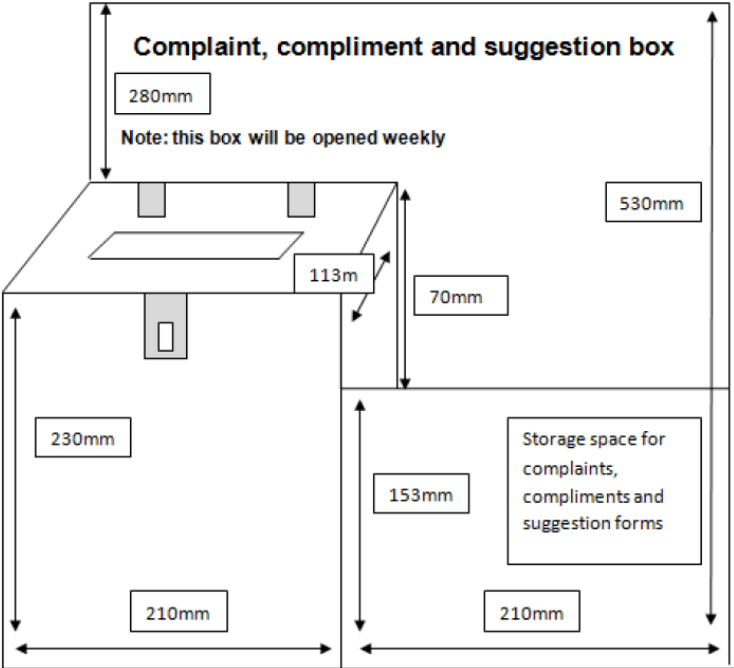 Complaint, compliment and suggestion box
280mm
Note: this box will be opened weekly
530mm
113m
70mm
230mm
Storage space for
complaints,
compliments and
suggestion forms
153mm
210mm
210mm